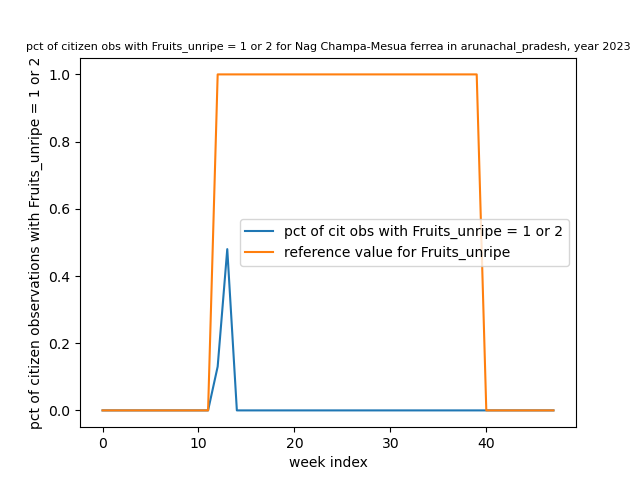 pct of citizen obs with Fruits_unripe = 1 or 2 for Nag Champa-Mesua ferrea in arunachal_pradesh, year 2023
pct of citizen observations with Fruits_unripe = 1 or 2
1.0
0.8
0.6
0.4
0.2
0.0
pct of cit obs with Fruits_unripe = 1 or 2
reference value for Fruits_unripe
0 10 20 30 40
week index